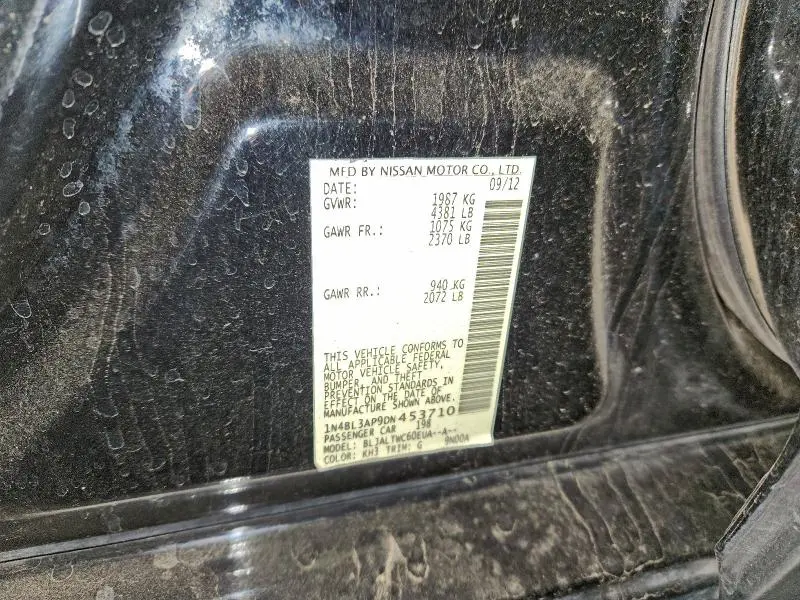 MFD BY NISSAN MOTOR CO., LTD.
DATE: 09/12
GVWR: 1987 KG
4381 LB
GAWR FR.: 1075 KG
2370 LB
GAWR RR.: 940 KG
2072 LB
THIS VEHICLE CONFORMS TO
ALL APPLICABLE FEDERAL
MOTOR VEHICLE SAFETY,
BUMPER, AND THEFT
PREVENTION STANDARDS IN
EFFECT ON THE DATE OF
MANUFACTURE SHOWN ABOVE.
1N4BL3AP9DN453710
PASSENGER CAR 198
MODEL: BL3ALTWC60EUA--A--
COLOR: KH3 TRIM: G 9N00A